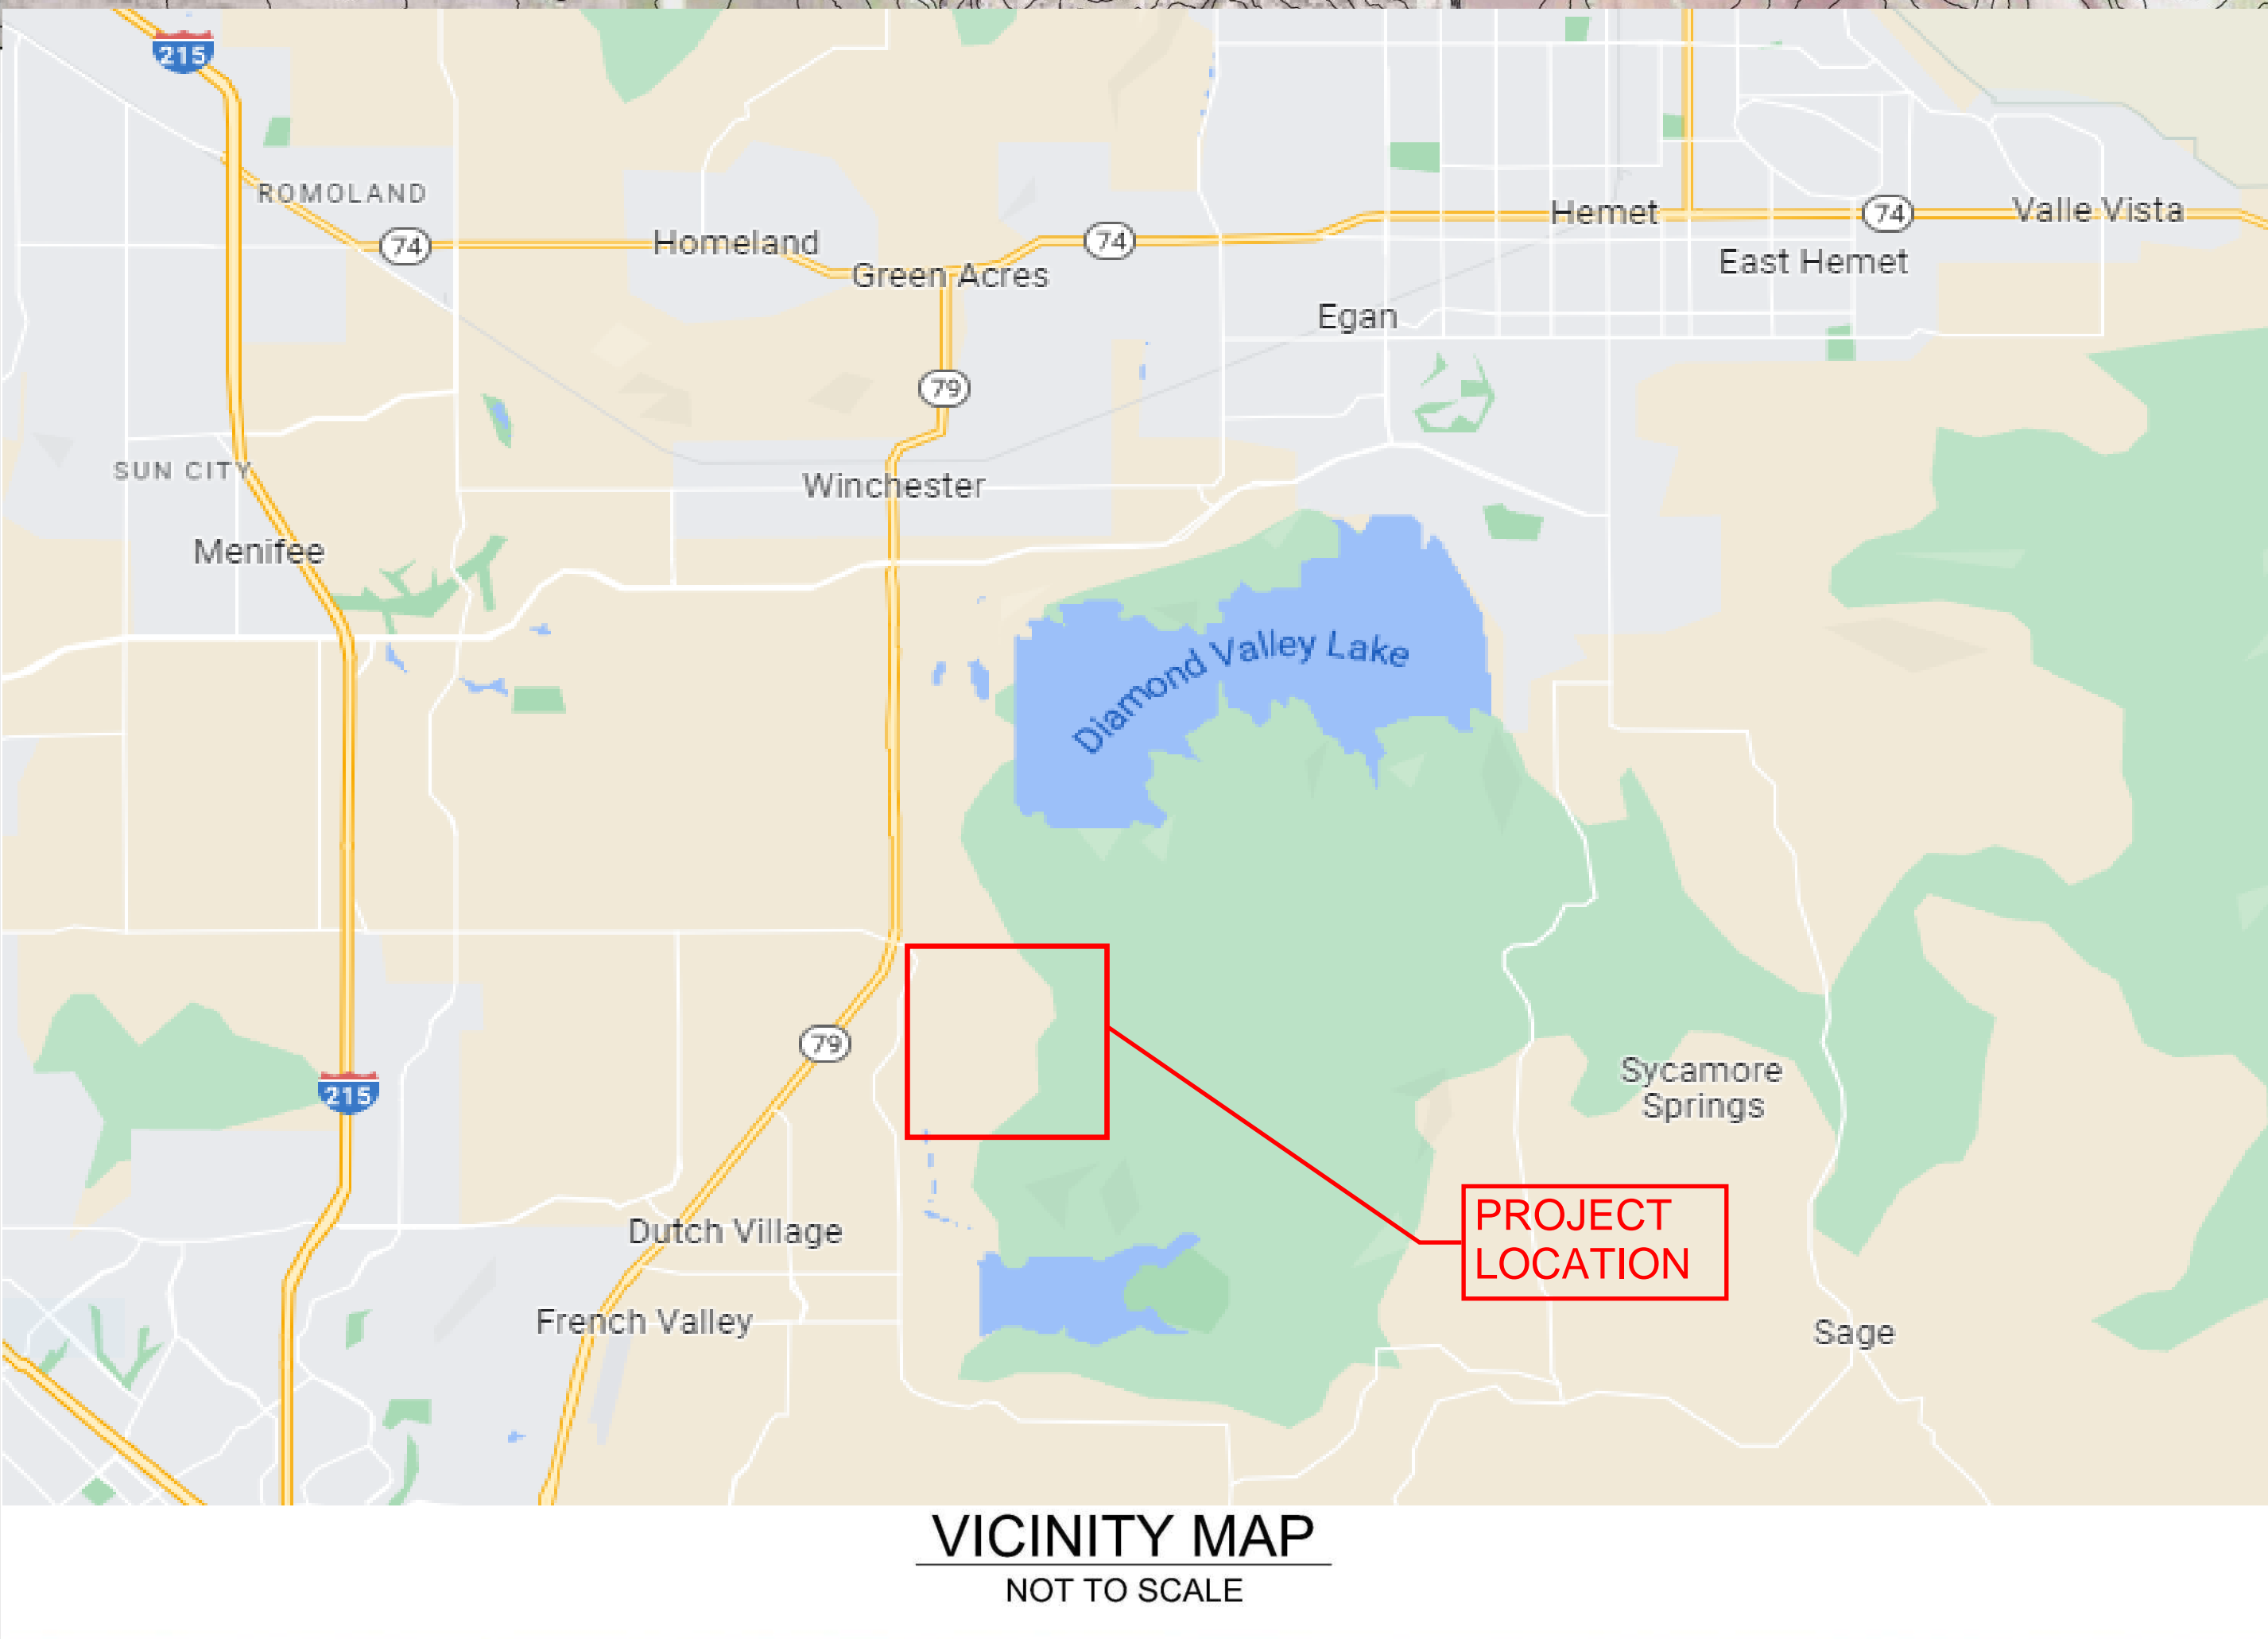 215
ROMOLAND
74
Homeland
Green Acres
74
Hemet
74
Valle Vista
East Hemet
Egan
79
SUN CITY
Winchester
Menifee
Diamond Valley Lake
79
215
Sycamore
Springs
PROJECT
LOCATION
Dutch Village
French Valley
Sage
VICINITY MAP
NOT TO SCALE